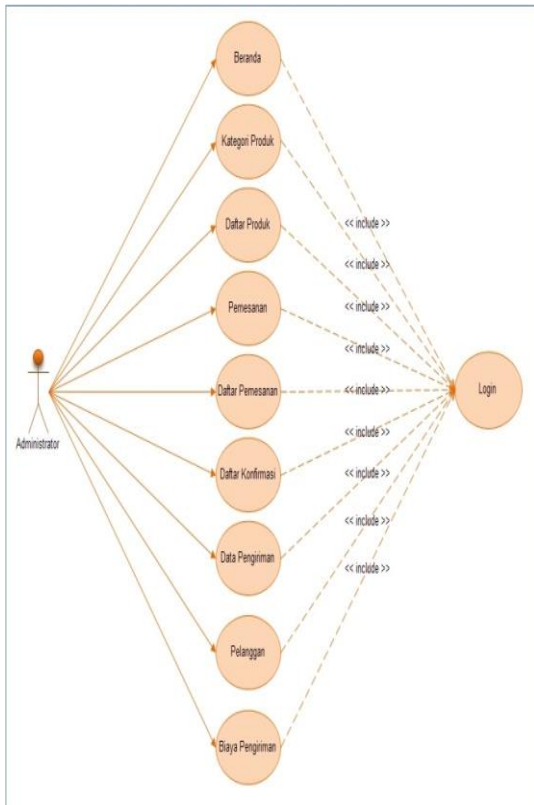 Beranda
Kategori Produk
Daftar Produk
<< include >>
<< include >>
Pemesanan
<< include >>
<< include >>
Daftar Pemesanan
<< include >>
Login
Administrator
<< include >>
Daftar Konfirmasi
<< include >>
<< include >>
Data Pengiriman
<< include >>
Pelanggan
Biaya Pengiriman